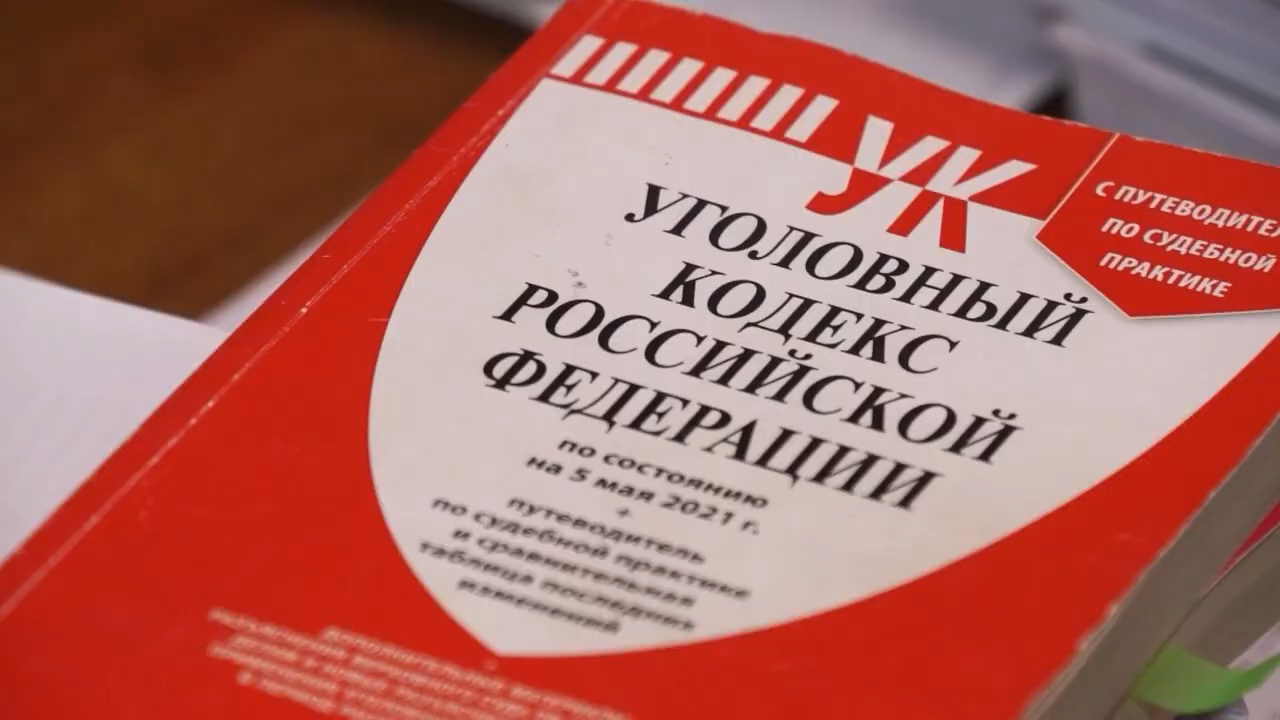 УК
С ПУТЕВОДИТЕЛ
ПО СУДЕБНОЙ
ПРАКТИКЕ
УГОЛОВНЫЙ
КОДЕКС
РОССИЙСКОЙ
ФЕДЕРАЦИИ
по состоянию
на 5 мая 2021 г.
+
путеводитель
по судебной практике
и сравнительная
таблица последних
изменений